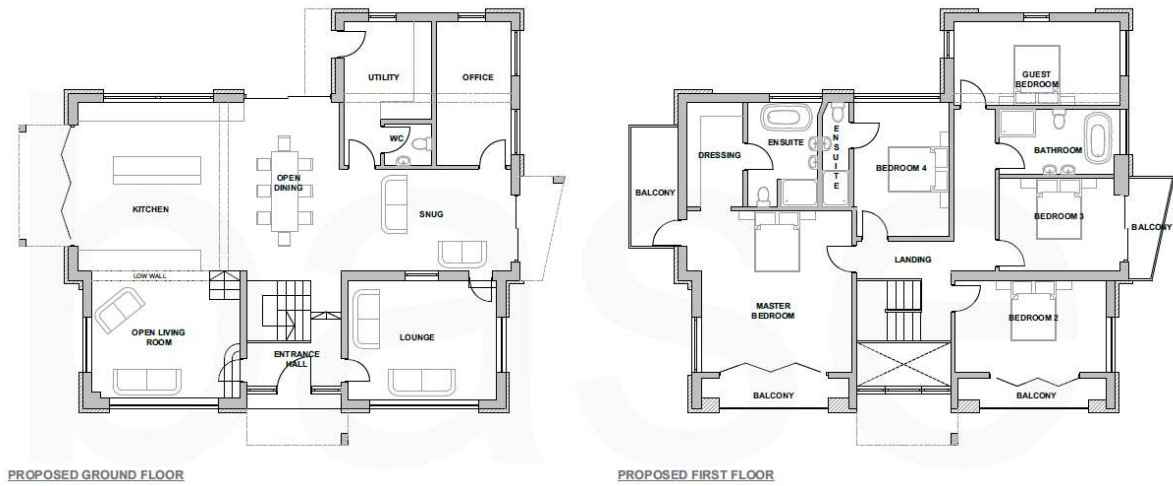 UTILITY
OFFICE
WC
KITCHEN
OPEN
DINING
SNUG
LOW WALL
OPEN LIVING
ROOM
ENTRANCE
HALL
LOUNGE
PROPOSED GROUND FLOOR
GUEST
BEDROOM
DRESSING
ENSUITE
ENSUITE
BEDROOM 4
BATHROOM
BALCONY
BEDROOM 3
BALCONY
LANDING
MASTER
BEDROOM
BEDROOM 2
BALCONY
BALCONY
PROPOSED FIRST FLOOR
base